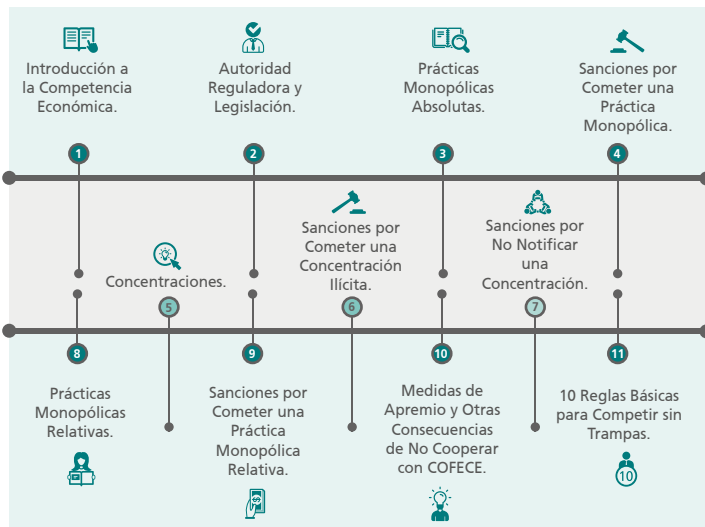 Introducción a
la Competencia
Económica.
1
Autoridad
Reguladora y
Legislación.
2
Prácticas
Monopólicas
Absolutas.
3
Sanciones por
Cometer una
Práctica
Monopólica.
4
Concentraciones.
5
Sanciones por
Cometer una
Concentración
Ilícita.
6
Sanciones por
No Notificar
una
Concentración.
7
8
Prácticas
Monopólicas
Relativas.
9
Sanciones por
Cometer una
Práctica
Monopólica
Relativa.
$
10
Medidas de
Apremio y Otras
Consecuencias
de No Cooperar
con COFECE.
11
10 Reglas Básicas
para Competir sin
Trampas.
10